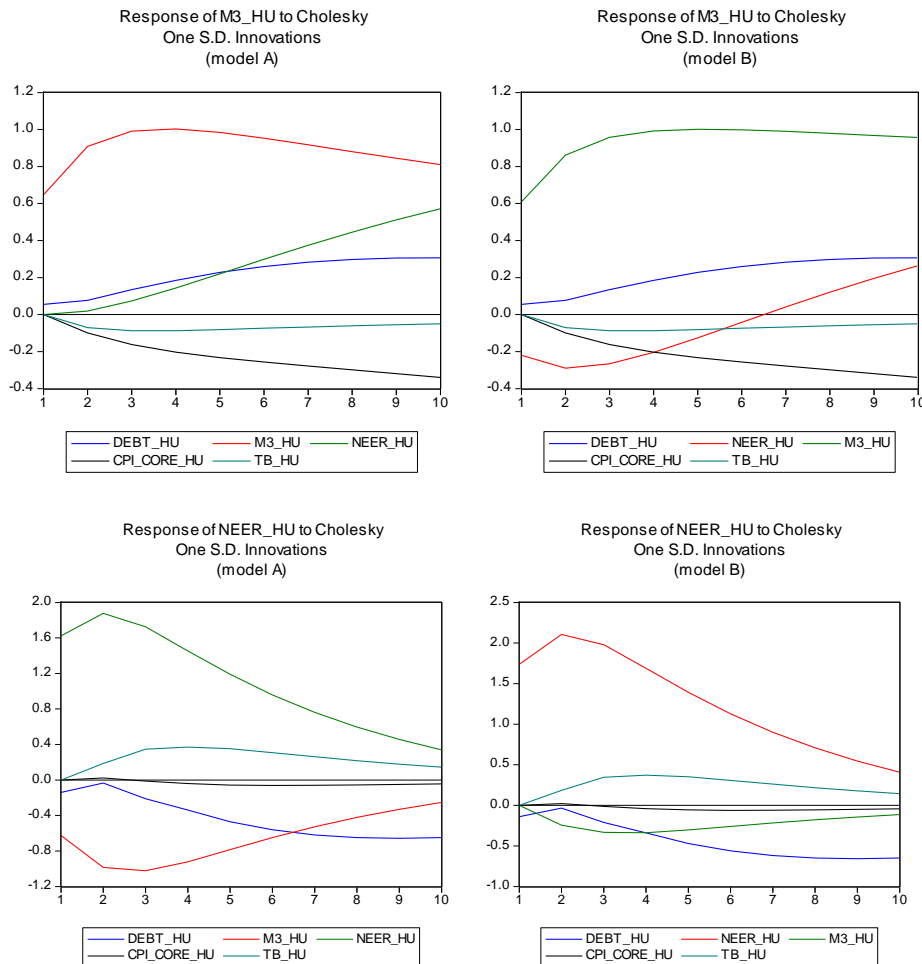 Response of M3_HU to Cholesky
One S.D. Innovations
(model A)
1.2
1.0
0.8
0.6
0.4
0.2
0.0
-0.2
-0.4
1 2 3 4 5 6 7 8 9 10
DEBT_HU M3_HU NEER_HU
CPI_CORE_HU TB_HU
Response of M3_HU to Cholesky
One S.D. Innovations
(model B)
1.2
1.0
0.8
0.6
0.4
0.2
0.0
-0.2
-0.4
1 2 3 4 5 6 7 8 9 10
DEBT_HU NEER_HU M3_HU
CPI_CORE_HU TB_HU
Response of NEER_HU to Cholesky
One S.D. Innovations
(model A)
2.0
1.6
1.2
0.8
0.4
0.0
-0.4
-0.8
-1.2
1 2 3 4 5 6 7 8 9 10
DEBT_HU M3_HU NEER_HU
CPI_CORE_HU TB_HU
Response of NEER_HU to Cholesky
One S.D. Innovations
(model B)
2.5
2.0
1.5
1.0
0.5
0.0
-0.5
-1.0
1 2 3 4 5 6 7 8 9 10
DEBT_HU NEER_HU M3_HU
CPI_CORE_HU TB_HU